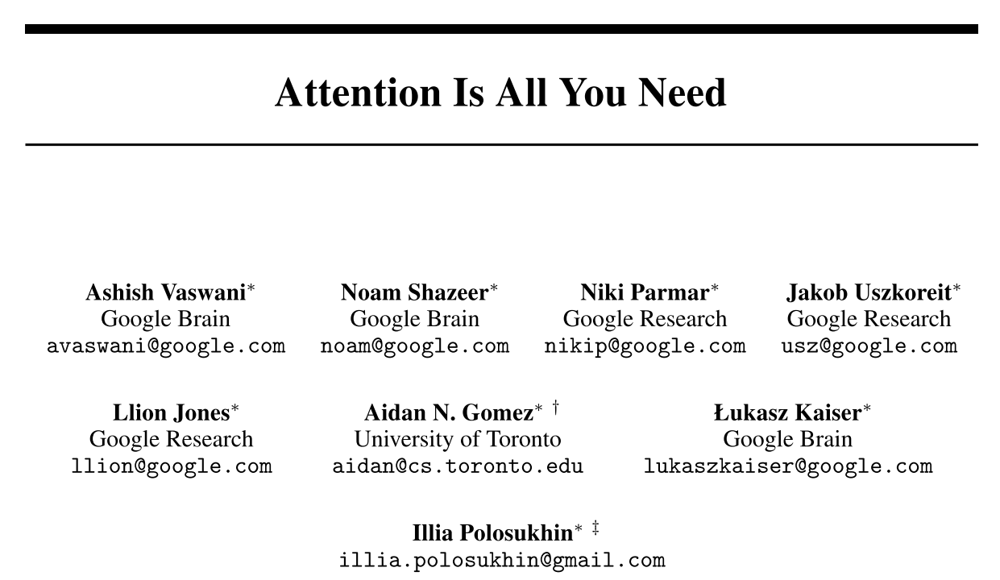 Attention Is All You Need
Ashish Vaswani* Noam Shazeer* Niki Parmar* Jakob Uszkoreit*
Google Brain Google Brain Google Research Google Research
avaswani@google.com noam@google.com nikip@google.com usz@google.com
Llion Jones* Aidan N. Gomez* † Łukasz Kaiser*
Google Research University of Toronto Google Brain
llion@google.com aidan@cs.toronto.edu lukaszkaiser@google.com
Illia Polosukhin* ‡
illia.polosukhin@gmail.com